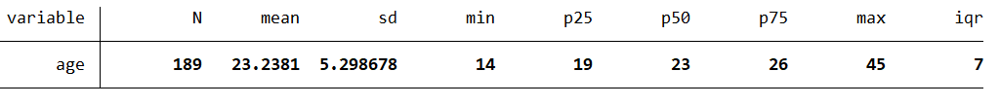 variable N mean sd min p25 p50 p75 max iqr
age 189 23.2381 5.298678 14 19 23 26 45 7